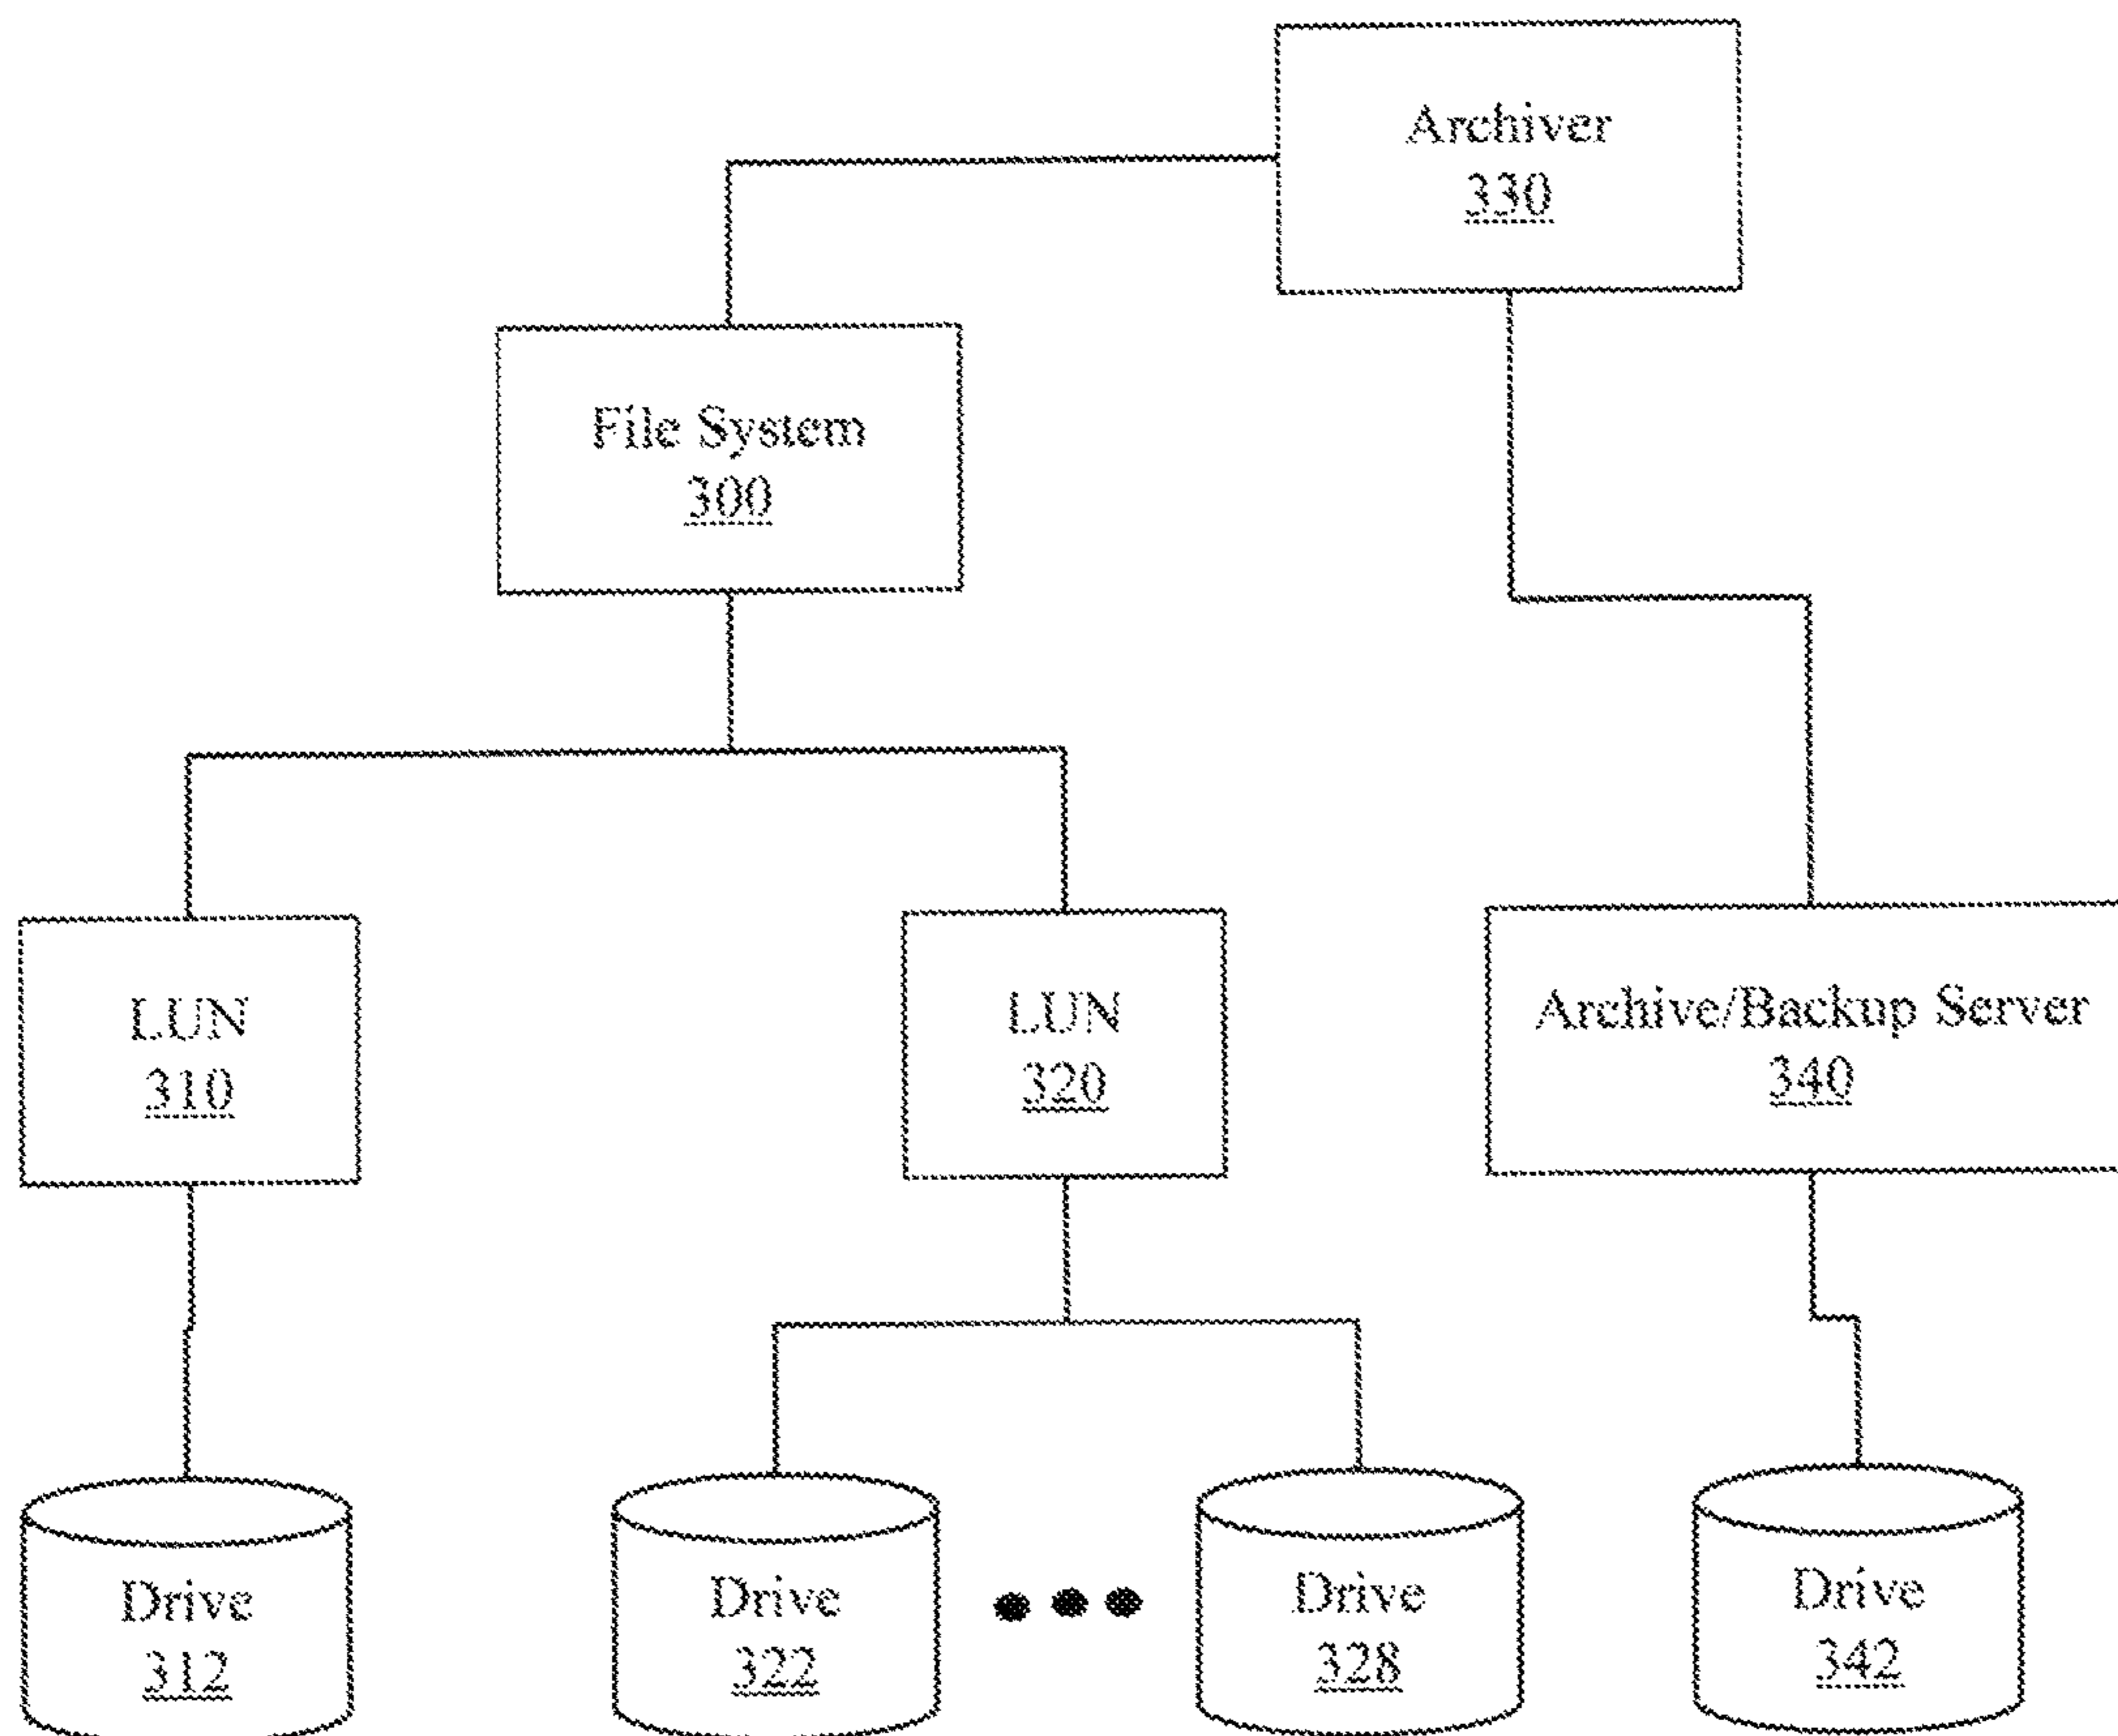 Archiver
330
File System
300
LUN
310
LUN
320
Archive/Backup Server
340
Drive
312
Drive
322
Drive
328
Drive
342